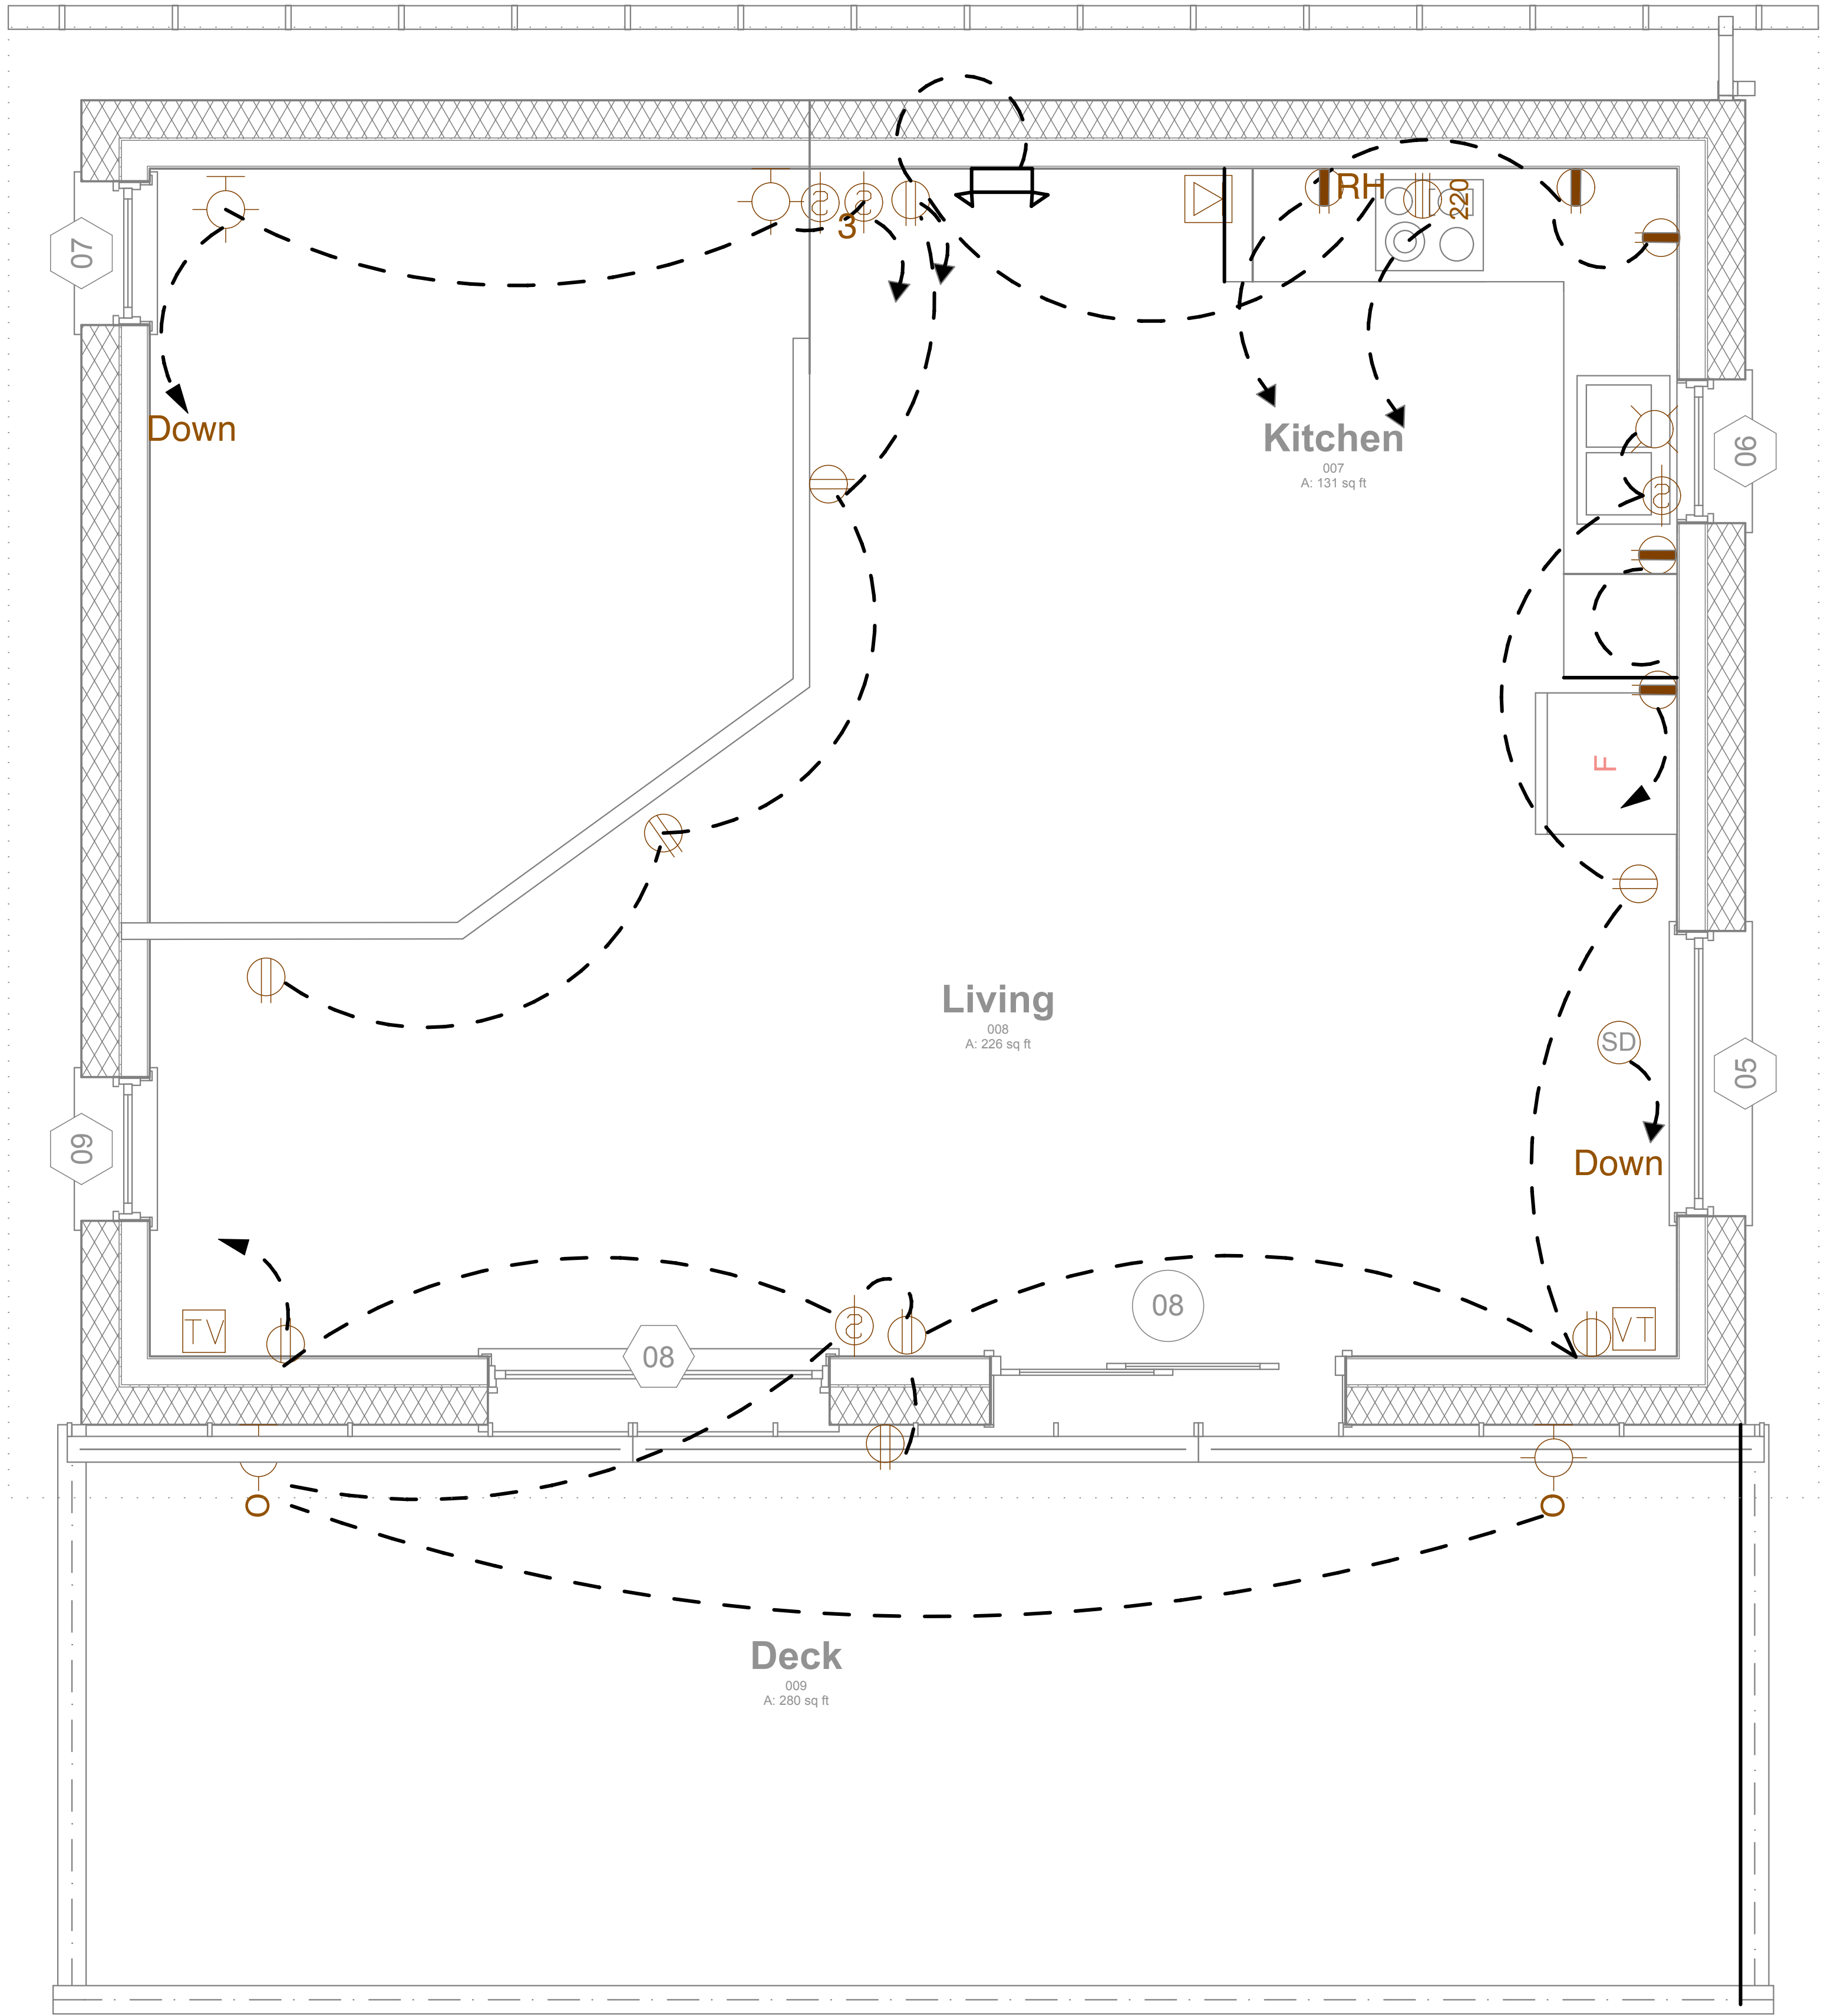 RH
220
S
S
3
07
Down
Kitchen
007
A: 131 sq ft
06
S
F
Living
008
A: 226 sq ft
SD
05
09
Down
08
TV
S
08
VT
O
O
Deck
009
A: 280 sq ft